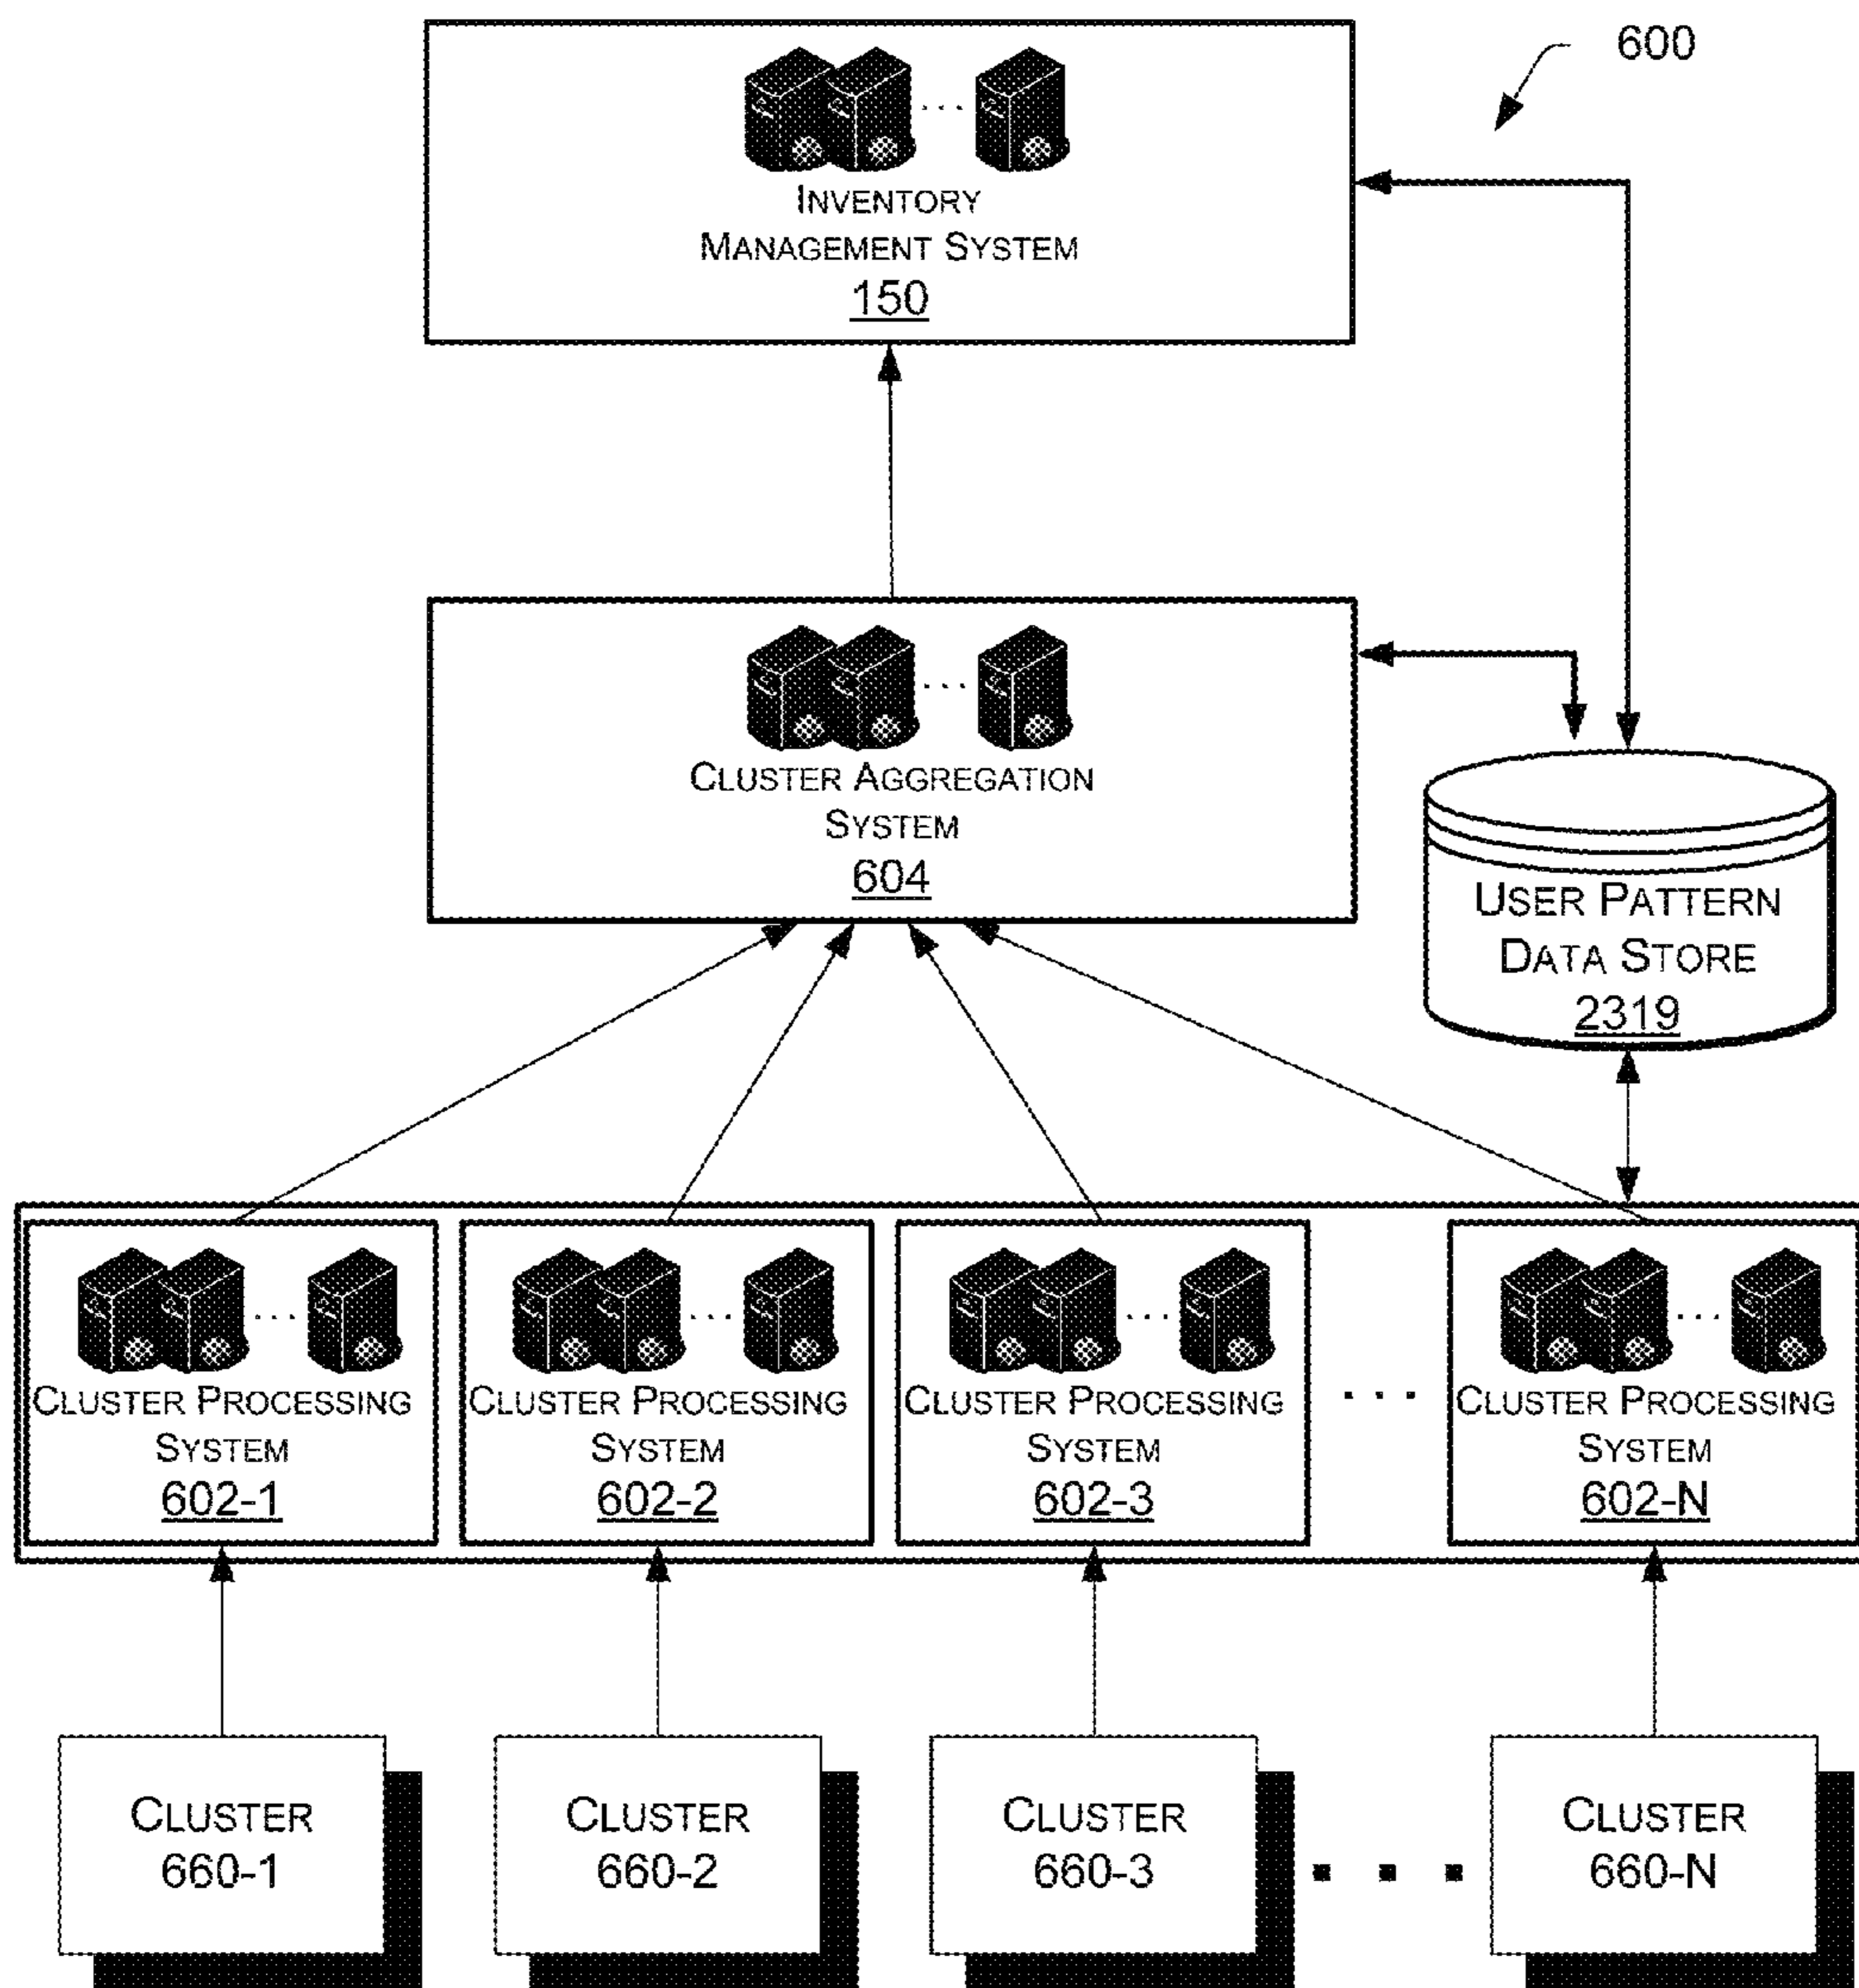 600
INVENTORY
MANAGEMENT SYSTEM
150
CLUSTER AGGREGATION
SYSTEM
604
USER PATTERN
DATA STORE
2319
CLUSTER PROCESSING
SYSTEM
602-1
CLUSTER PROCESSING
SYSTEM
602-2
CLUSTER PROCESSING
SYSTEM
602-3
. . .
CLUSTER PROCESSING
SYSTEM
602-N
CLUSTER
660-1
CLUSTER
660-2
CLUSTER
660-3
. . .
CLUSTER
660-N